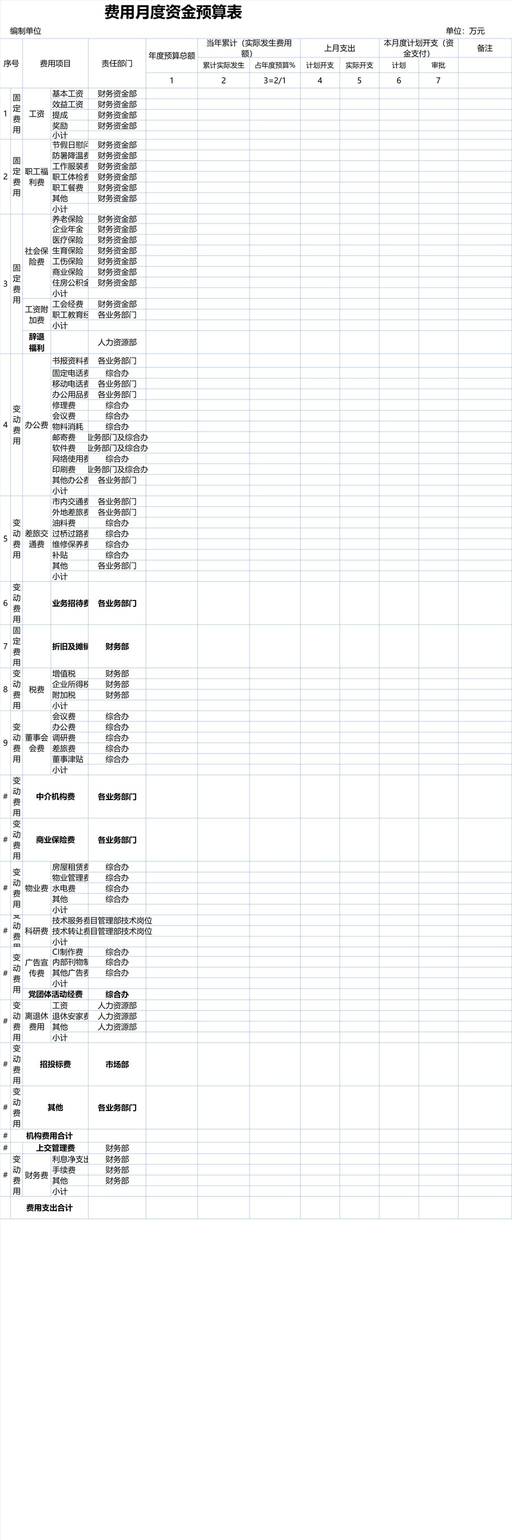 费用月度资金预算表
编制单位 单位：万元
序号 费用项目 责任部门 年度预算总额 当年累计（实际发生费用额） 上月支出 本月度计划开支（资金支付） 备注
累计实际发生 占年度预算% 计划开支 实际开支 计划 审批
1 2 3=2/1 4 5 6 7
1 固定费用 工资 基本工资 财务资金部
效益工资 财务资金部
提成 财务资金部
奖励 财务资金部
小计
2 固定费用 职工福利费 节假日慰问 财务资金部
防暑降温费 财务资金部
工作服装费 财务资金部
职工体检费 财务资金部
职工餐费 财务资金部
其他 财务资金部
小计
3 固定费用 社会保险费 养老保险 财务资金部
企业年金 财务资金部
医疗保险 财务资金部
生育保险 财务资金部
工伤保险 财务资金部
商业保险 财务资金部
住房公积金 财务资金部
小计
工资附加费 工会经费 财务资金部
职工教育经 各业务部门
小计
辞退福利 人力资源部
4 变动费用 办公费 书报资料费 各业务部门
固定电话费 综合办
移动电话费 各业务部门
办公用品费 各业务部门
修理费 综合办
会议费 综合办
物料消耗 综合办
邮寄费 业务部门及综合办
软件费 业务部门及综合办
网络使用费 综合办
印刷费 业务部门及综合办
其他办公费 各业务部门
小计
5 变动费用 差旅交通费 市内交通费 各业务部门
外地差旅费 各业务部门
油料费 综合办
过桥过路费 综合办
维修保养费 综合办
补贴 综合办
其他 各业务部门
小计
6 变动费用 业务招待费 各业务部门
7 固定费用 折旧及摊销 财务部
8 变动费用 税费 增值税 财务部
企业所得税 财务部
附加税 财务部
小计
9 变动费用 董事会会费 会议费 综合办
办公费 综合办
调研费 综合办
差旅费 综合办
董事津贴 综合办
小计
# 变动费用 中介机构费 各业务部门
# 变动费用 商业保险费 各业务部门
# 变动费用 物业费 房屋租赁费 综合办
物业管理费 综合办
水电费 综合办
其他 综合办
小计
# 变动费用 科研费 技术服务费 目管理部技术岗位
技术转让费 目管理部技术岗位
小计
# 变动费用 广告宣传费 CI制作费 综合办
内部刊物制 综合办
其他广告费 综合办
小计
党团体活动经费 综合办
# 变动费用 离退休费用 工资 人力资源部
退休安家费 人力资源部
其他 人力资源部
小计
# 变动费用 招投标费 市场部
# 变动费用 其他 各业务部门
# 机构费用合计
# 上交管理费 财务部
# 变动费用 财务费 利息净支出 财务部
手续费 财务部
其他 财务部
小计
费用支出合计